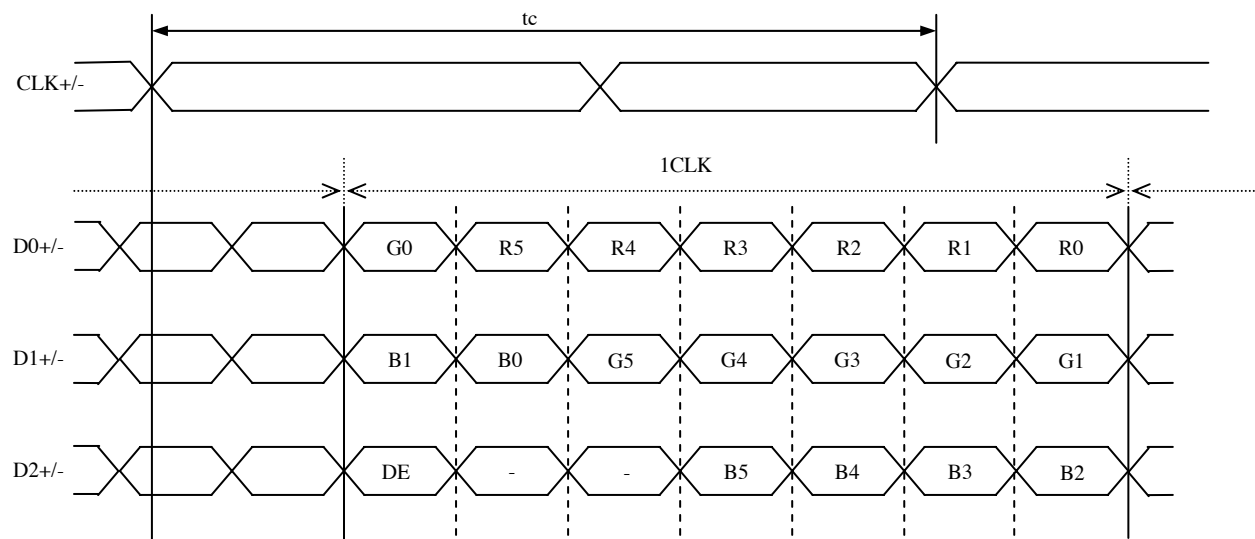 tc
CLK+/-
1CLK
D0+/- G0 R5 R4 R3 R2 R1 R0
D1+/- B1 B0 G5 G4 G3 G2 G1
D2+/- DE - - B5 B4 B3 B2